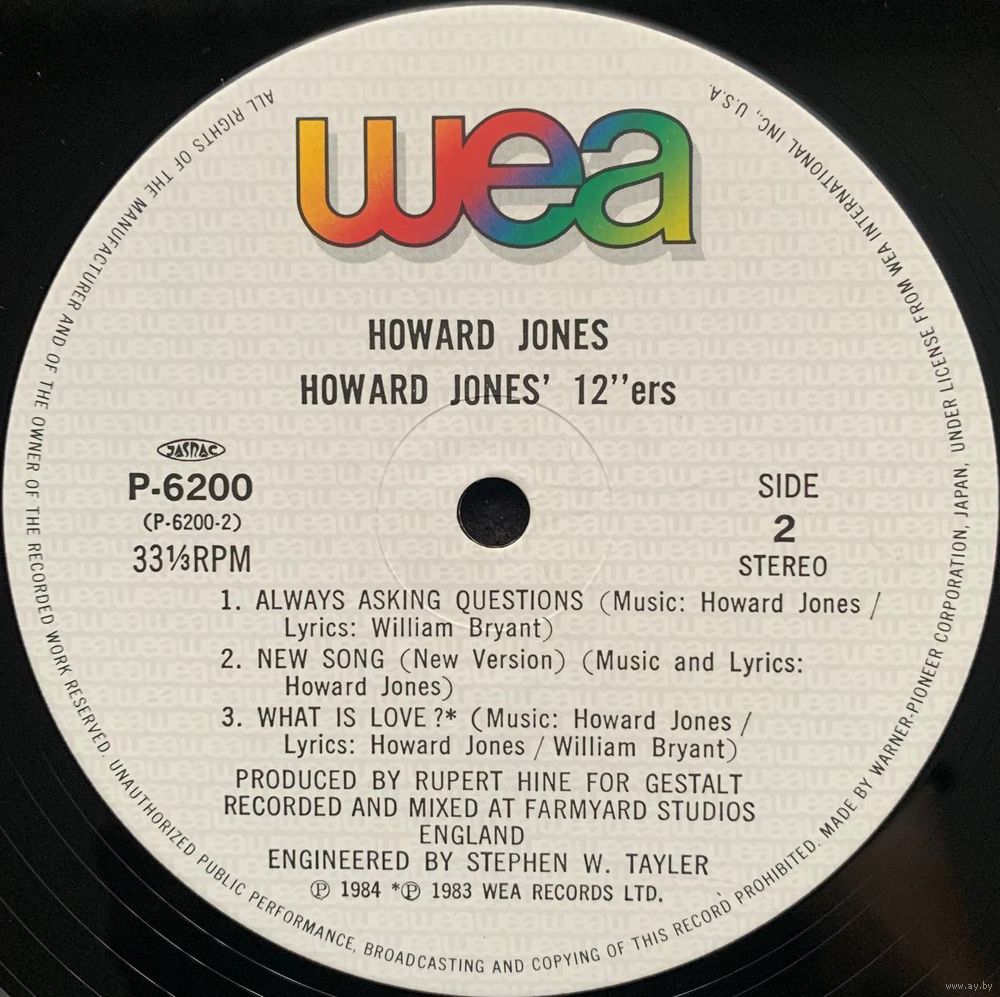 wea
HOWARD JONES
HOWARD JONES' 12''ers
JASRAC
P-6200
(P-6200-2)
33⅓RPM
SIDE
2
STEREO
1. ALWAYS ASKING QUESTIONS (Music: Howard Jones /
Lyrics: William Bryant)
2. NEW SONG (New Version) (Music and Lyrics:
Howard Jones)
3. WHAT IS LOVE?* (Music: Howard Jones /
Lyrics: Howard Jones / William Bryant)
PRODUCED BY RUPERT HINE FOR GESTALT
RECORDED AND MIXED AT FARMYARD STUDIOS
ENGLAND
ENGINEERED BY STEPHEN W. TAYLER
Ⓟ 1984 *Ⓟ 1983 WEA RECORDS LTD.
ALL RIGHTS OF THE MANUFACTURER AND OF THE OWNER OF THE RECORDED WORK RESERVED. UNAUTHORIZED PUBLIC PERFORMANCE, BROADCASTING AND COPYING OF THIS RECORD PROHIBITED. MADE BY WARNER-PIONEER CORPORATION, JAPAN, UNDER LICENSE FROM WEA INTERNATIONAL INC., U.S.A.
www.ay.by